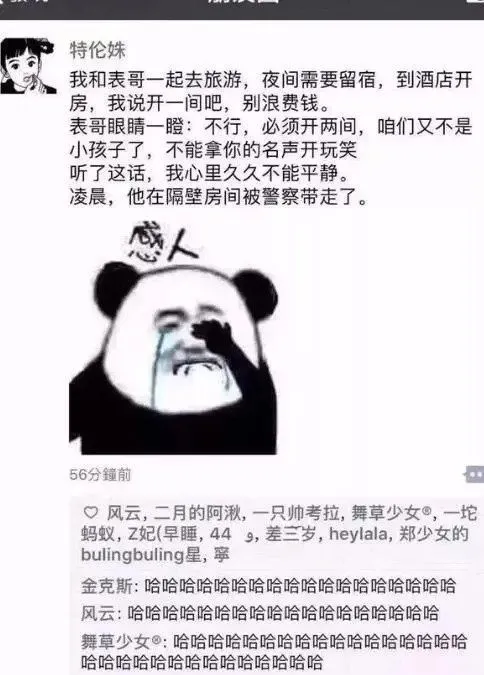 特伦姝
我和表哥一起去旅游，夜间需要留宿，到酒店开
房，我说开一间吧，别浪费钱。
表哥眼睛一瞪：不行，必须开两间，咱们又不是
小孩子了，不能拿你的名声开玩笑
听了这话，我心里久久不能平静。
凌晨，他在隔壁房间被警察带走了。
感人
56分鐘前
风云, 二月的阿湫, 一只帅考拉, 舞草少女®, 一坨
蚂蚁, Z妃(早睡, 44 و, 差三岁, heylala, 郑少女的
bulingbuling星, 寧
金克斯: 哈哈哈哈哈哈哈哈哈哈哈哈哈哈哈哈哈哈
风云: 哈哈哈哈哈哈哈哈哈哈哈哈哈哈哈哈哈哈
舞草少女®: 哈哈哈哈哈哈哈哈哈哈哈哈哈哈哈哈哈
哈哈哈哈哈哈哈哈哈哈哈哈哈哈